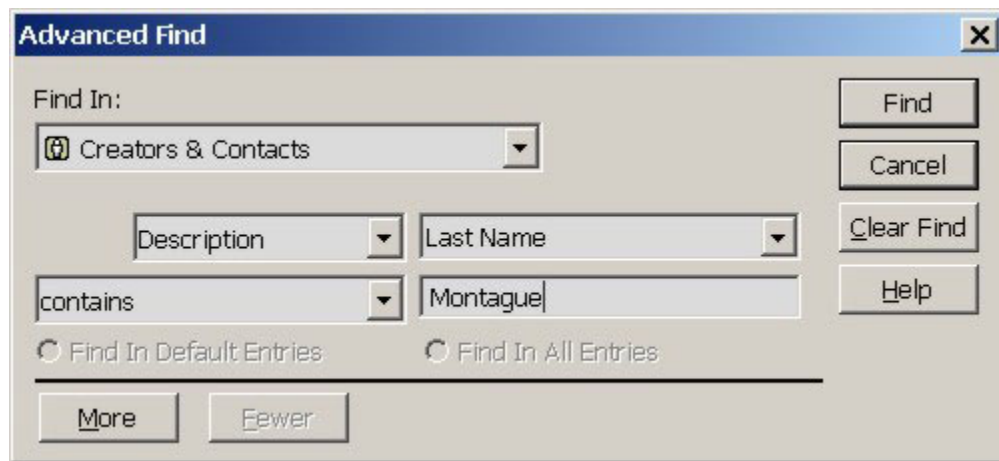 Advanced Find
Find In:
Creators & Contacts
Find
Cancel
Description
Last Name
Clear Find
contains
Montague
Help
Find In Default Entries
Find In All Entries
More
Fewer